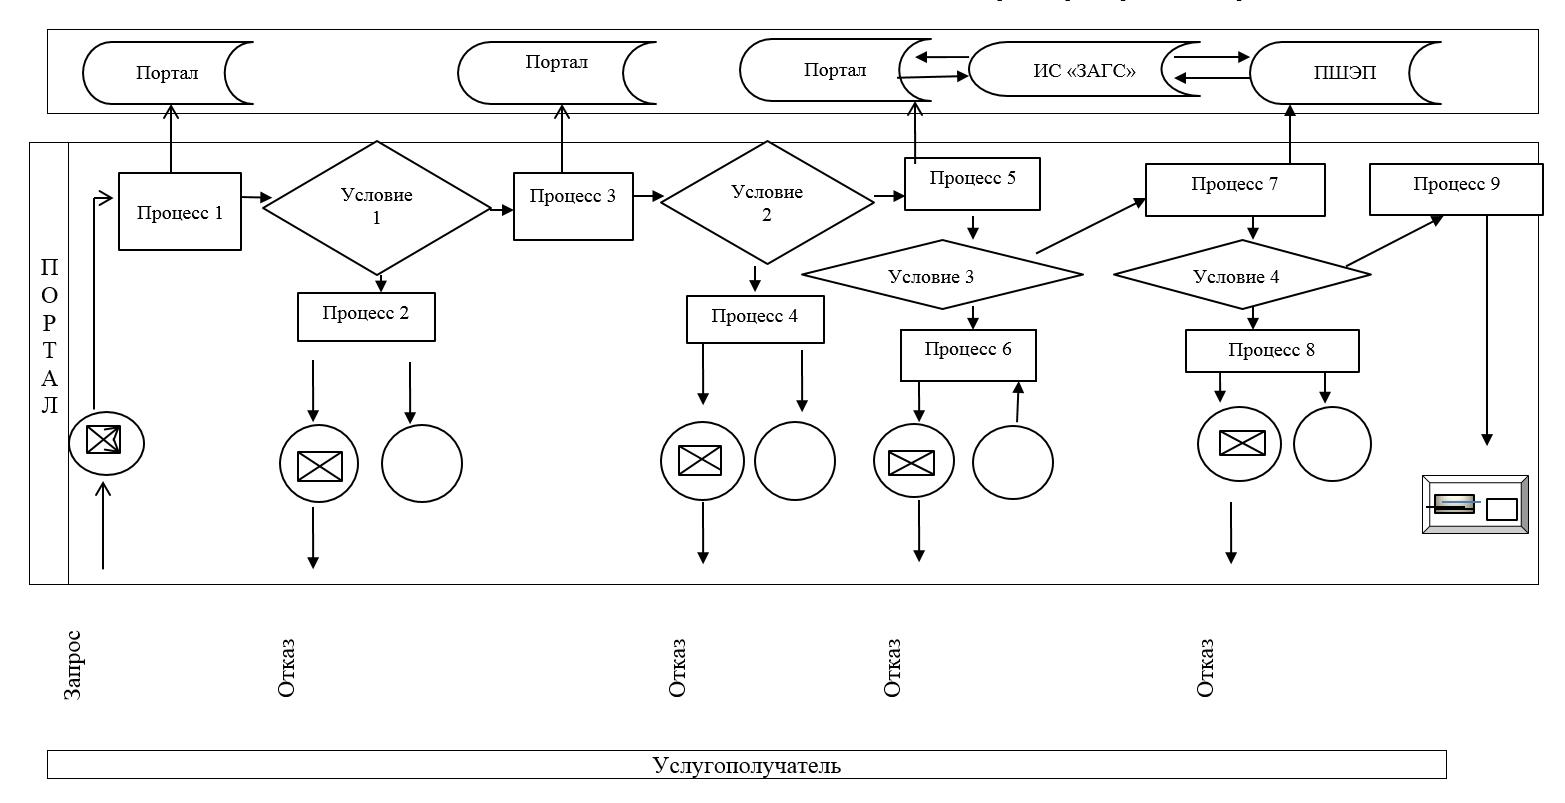 Портал
Портал
Портал
ИС «ЗАГС»
ПШЭП
ПОРТАЛ
Процесс 1
Условие
1
Процесс 3
Условие
2
Процесс 5
Процесс 7
Процесс 9
Условие 3
Условие 4
Процесс 2
Процесс 4
Процесс 6
Процесс 8
Запрос
Отказ
Отказ
Отказ
Отказ
Услугополучатель